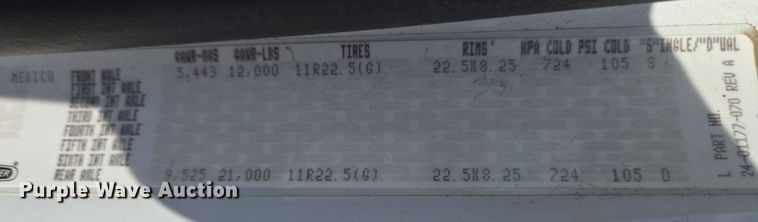 GAWR-KGS GAWR-LBS TIRES RIMS KPA COLD PSI COLD "S"INGLE/"D"UAL
MEDICO FRONT AXLE 5,443 12,000 11R22.5(G) 22.5X8.25 724 105 S
FIRST INT AXLE
SECOND INT AXLE
THIRD INT AXLE
FOURTH INT AXLE
FIFTH INT AXLE
SIXTH INT AXLE
REAR AXLE 9,525 21,000 11R22.5(G) 22.5X8.25 724 105 D
L PART NO.
24-01177-070 REV A
Purple Wave Auction